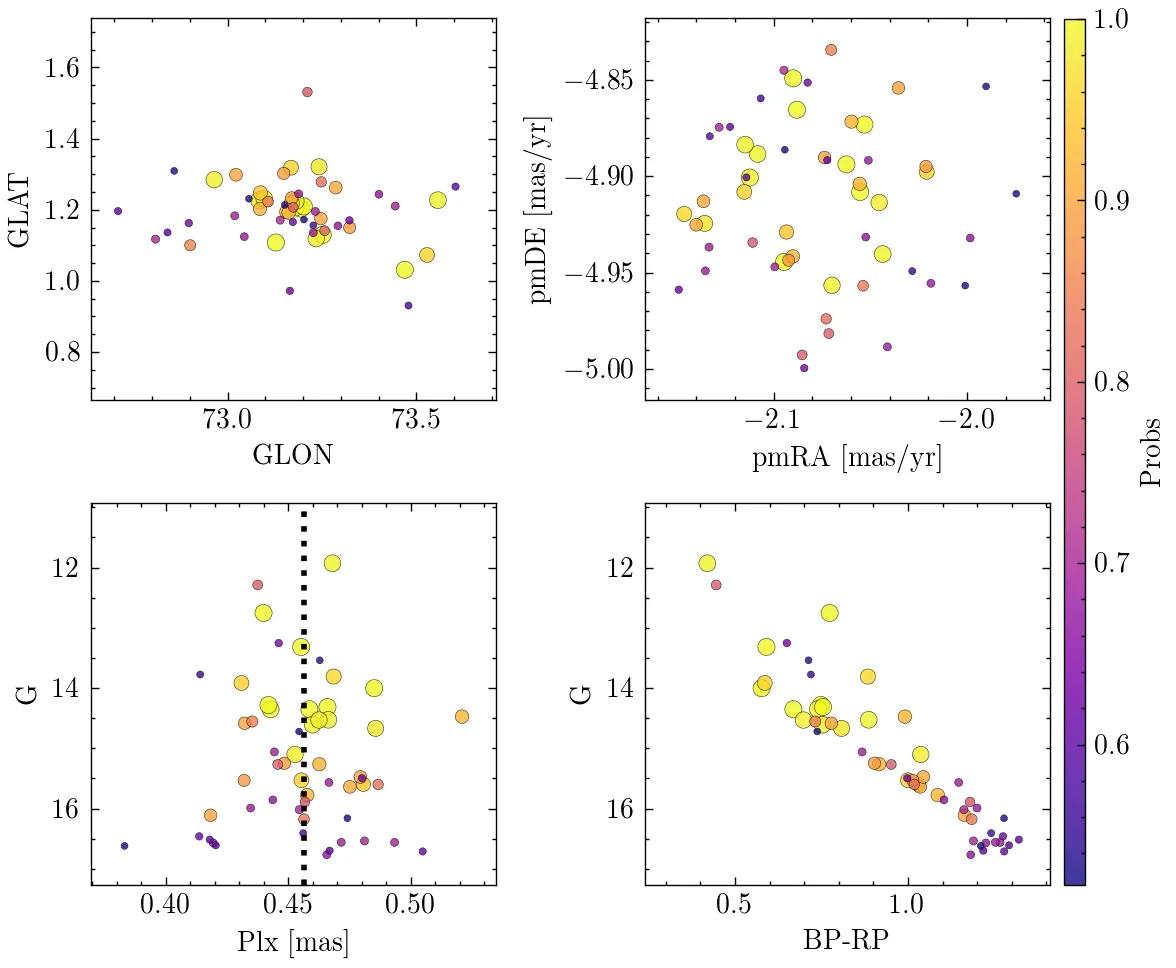 1.6
1.4
1.2
1.0
0.8
GLAT
73.0 73.5
GLON
−4.85
−4.90
−4.95
−5.00
pmDE [mas/yr]
−2.1 −2.0
pmRA [mas/yr]
1.0
0.9
0.8
0.7
0.6
Probs
12
14
16
G
0.40 0.45 0.50
Plx [mas]
12
14
16
G
0.5 1.0
BP-RP